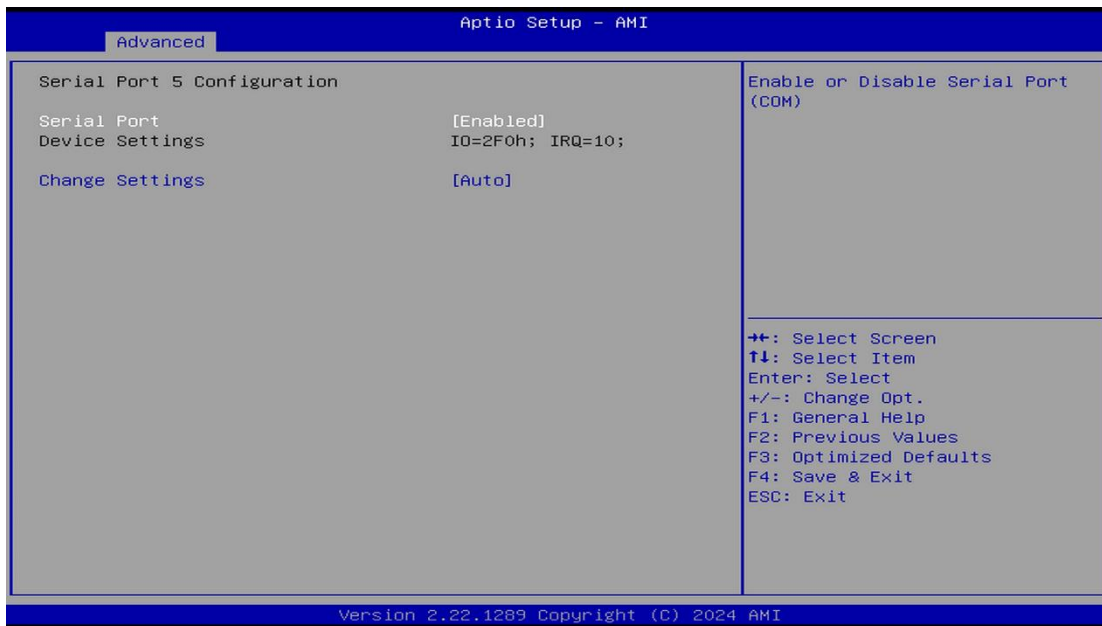 Aptio Setup – AMI
Advanced
Serial Port 5 Configuration
Serial Port [Enabled]
Device Settings IO=2F0h; IRQ=10;
Change Settings [Auto]
Enable or Disable Serial Port
(COM)
→←: Select Screen
↑↓: Select Item
Enter: Select
+/-: Change Opt.
F1: General Help
F2: Previous Values
F3: Optimized Defaults
F4: Save & Exit
ESC: Exit
Version 2.22.1289 Copyright (C) 2024 AMI